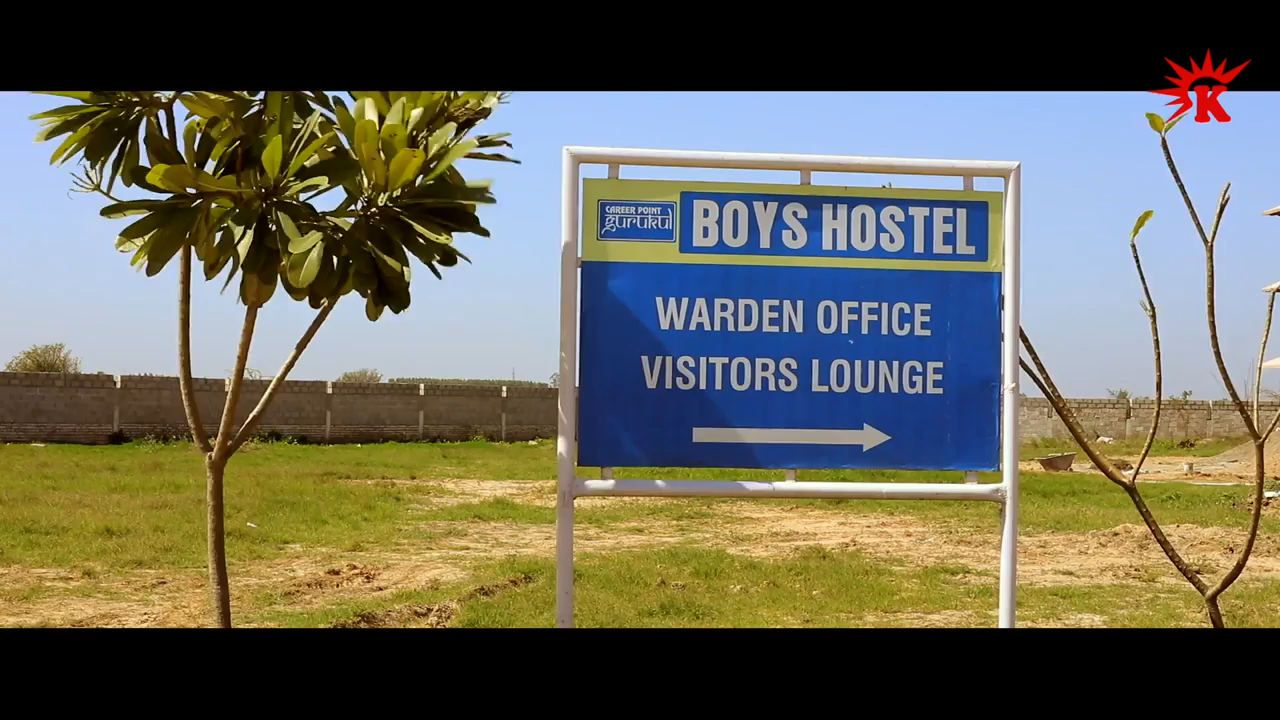 K
CAREER POINT
gurukul
BOYS HOSTEL
WARDEN OFFICE
VISITORS LOUNGE